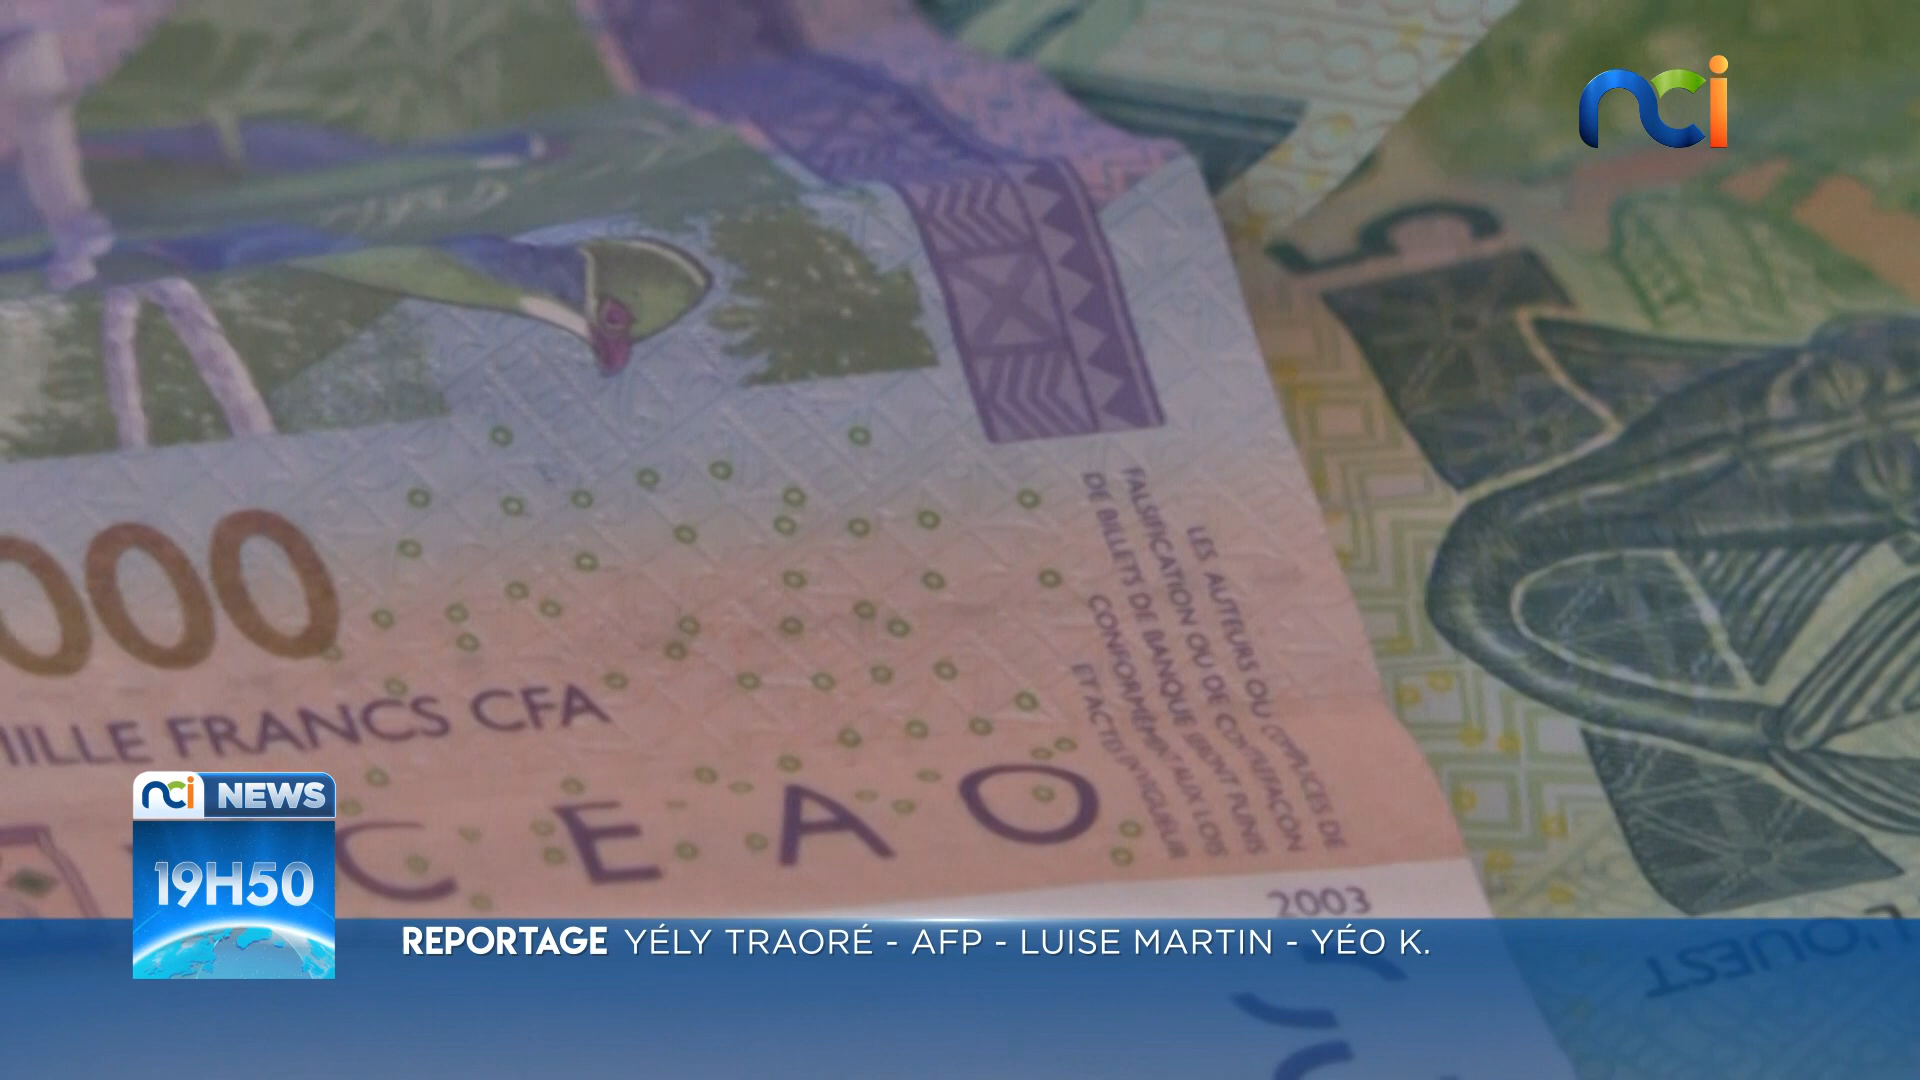 nci
5
000
MILLE FRANCS CFA
LES AUTEURS OU COMPLICES DE
FALSIFICATION OU DE CONTREFAÇON
DE BILLETS DE BANQUE SERONT PUNIS
CONFORMÉMENT AUX LOIS
ET ACTES EN VIGUEUR
C E A O
2003
L'OUEST
nci NEWS
19H50
REPORTAGE YÉLY TRAORÉ - AFP - LUISE MARTIN - YÉO K.